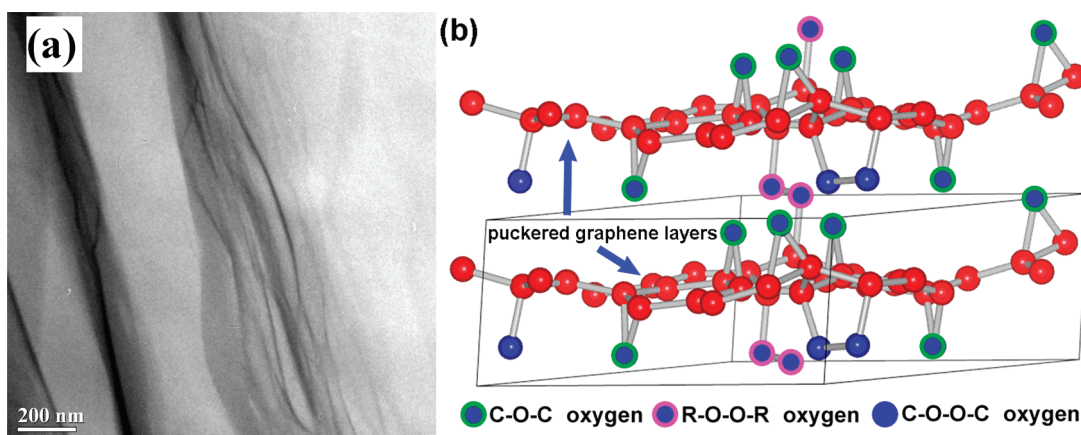 (a)
200 nm
(b)
puckered graphene layers
C-O-C oxygen R-O-O-R oxygen C-O-O-C oxygen